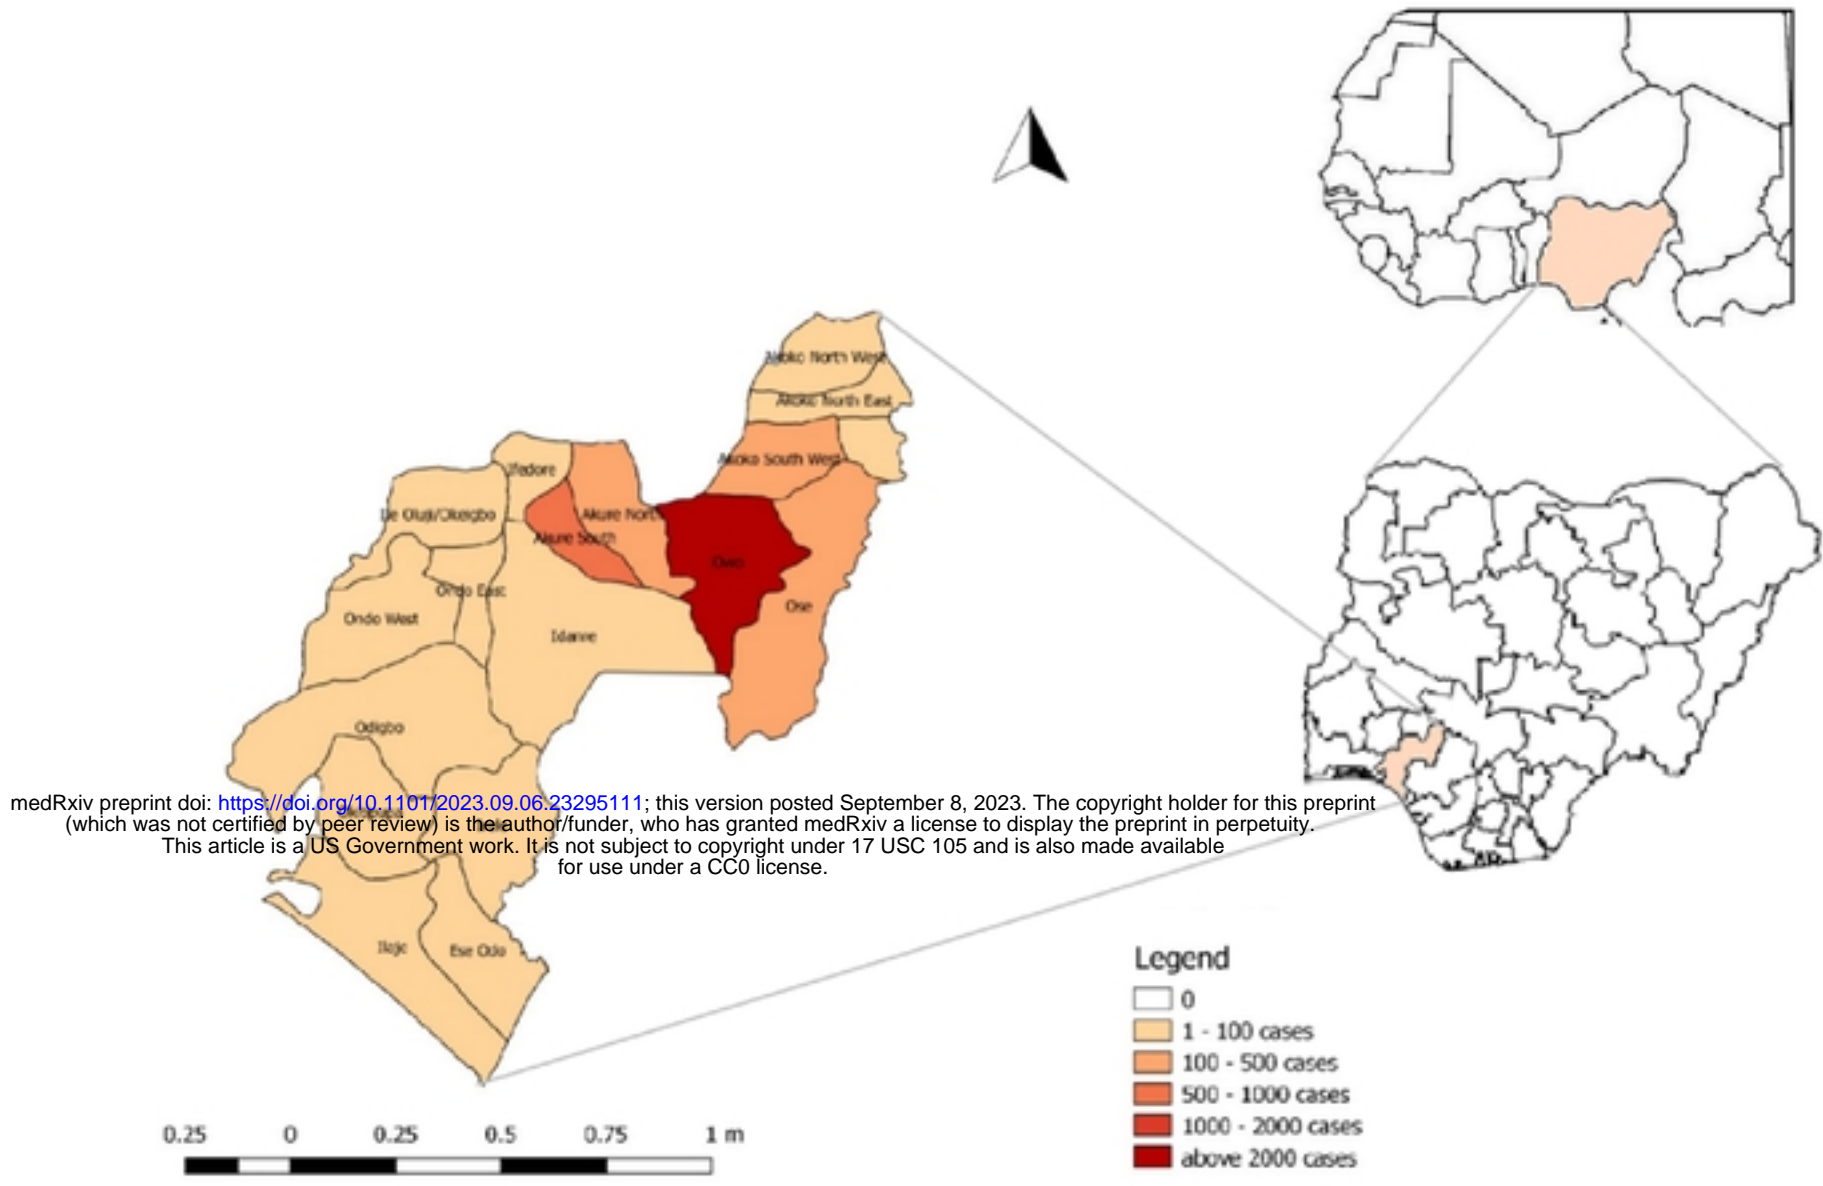 Akoko North West
Akoko North East
Akoko South West
Ifedore
Akure North
Akure South
Owo
Ose
Ondo East
Ondo West
Idanre
Odigbo
medRxiv preprint doi: https://doi.org/10.1101/2023.09.06.23295111; this version posted September 8, 2023. The copyright holder for this preprint
(which was not certified by peer review) is the author/funder, who has granted medRxiv a license to display the preprint in perpetuity.
This article is a US Government work. It is not subject to copyright under 17 USC 105 and is also made available
for use under a CC0 license.
Ilaje
Ese Odo
Legend
0
1 - 100 cases
100 - 500 cases
500 - 1000 cases
1000 - 2000 cases
above 2000 cases
0.25 0 0.25 0.5 0.75 1 m